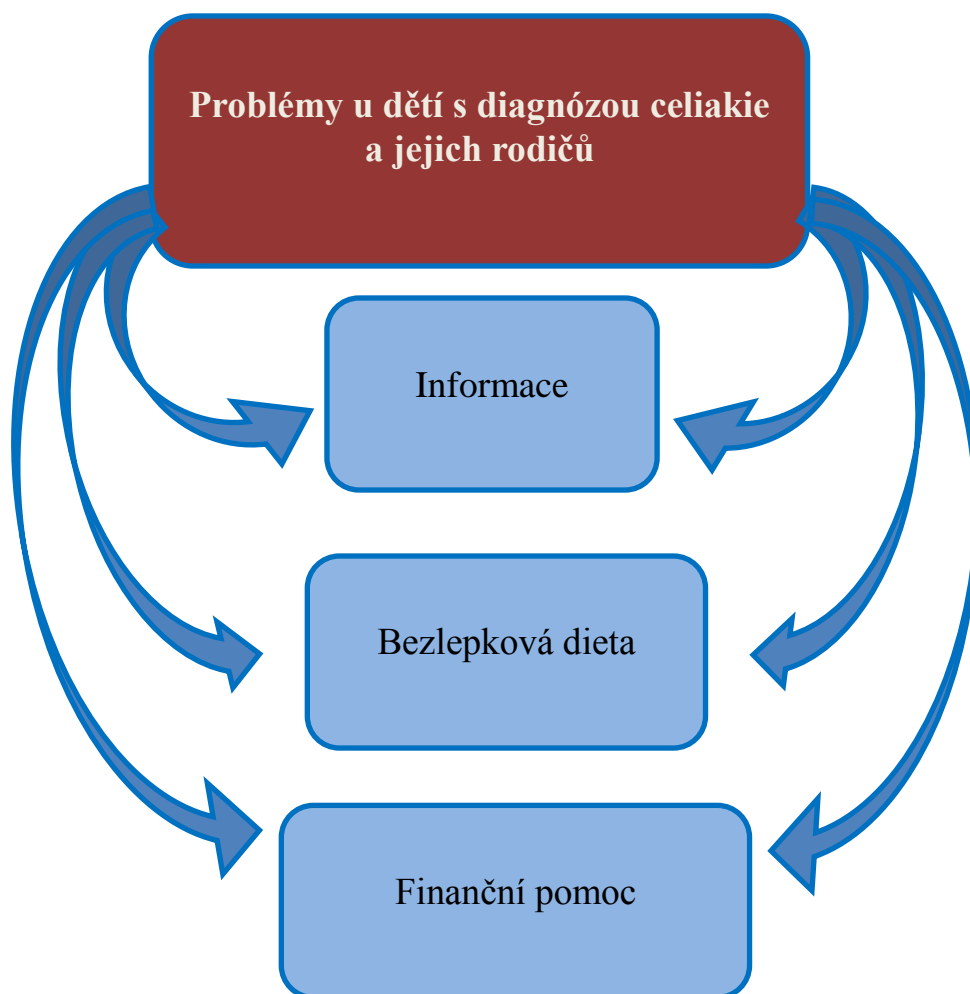 Problémy u dětí s diagnózou celiakie
a jejich rodičů
Informace
Bezlepková dieta
Finanční pomoc